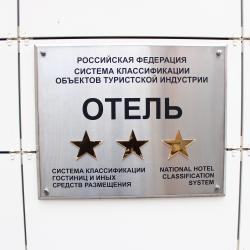 РОССИЙСКАЯ ФЕДЕРАЦИЯ
СИСТЕМА КЛАССИФИКАЦИИ
ОБЪЕКТОВ ТУРИСТСКОЙ ИНДУСТРИИ
ОТЕЛЬ
СИСТЕМА КЛАССИФИКАЦИИ
ГОСТИНИЦ И ИНЫХ
СРЕДСТВ РАЗМЕЩЕНИЯ
NATIONAL HOTEL
CLASSIFICATION
SYSTEM